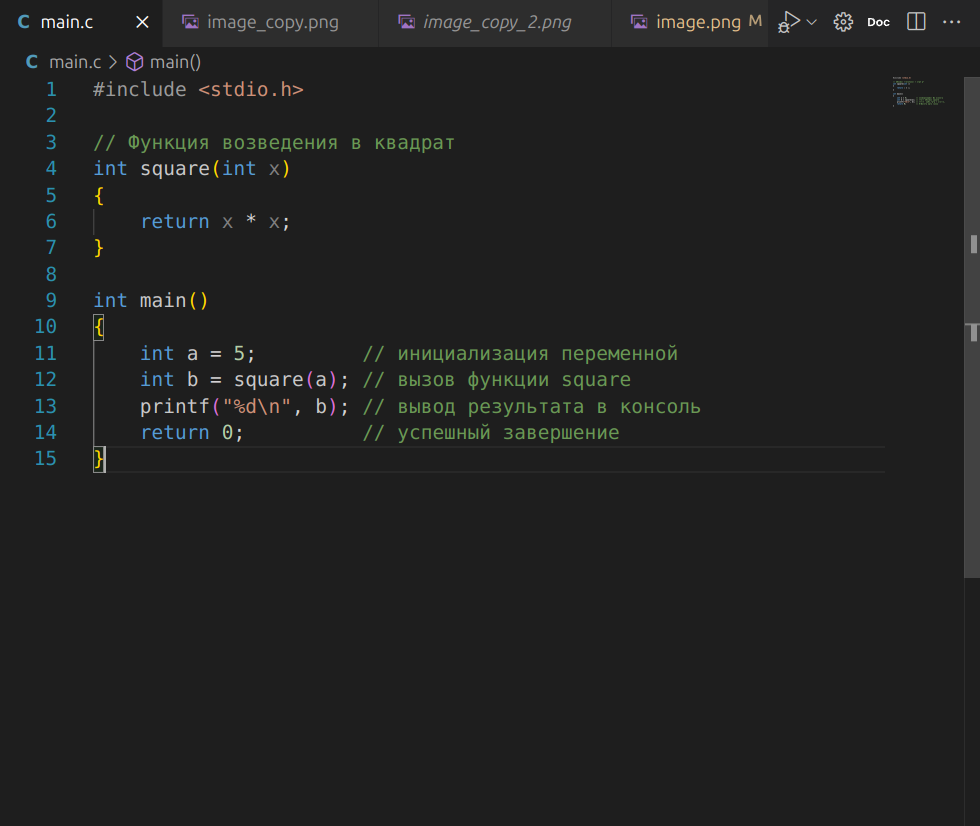 C main.c × image_copy.png image_copy_2.png image.png M Doc ...
C main.c > main()
1 #include <stdio.h>
2
3 // Функция возведения в квадрат
4 int square(int x)
5 {
6     return x * x;
7 }
8
9 int main()
10 {
11     int a = 5;         // инициализация переменной
12     int b = square(a); // вызов функции square
13     printf("%d\n", b); // вывод результата в консоль
14     return 0;          // успешный завершение
15 }